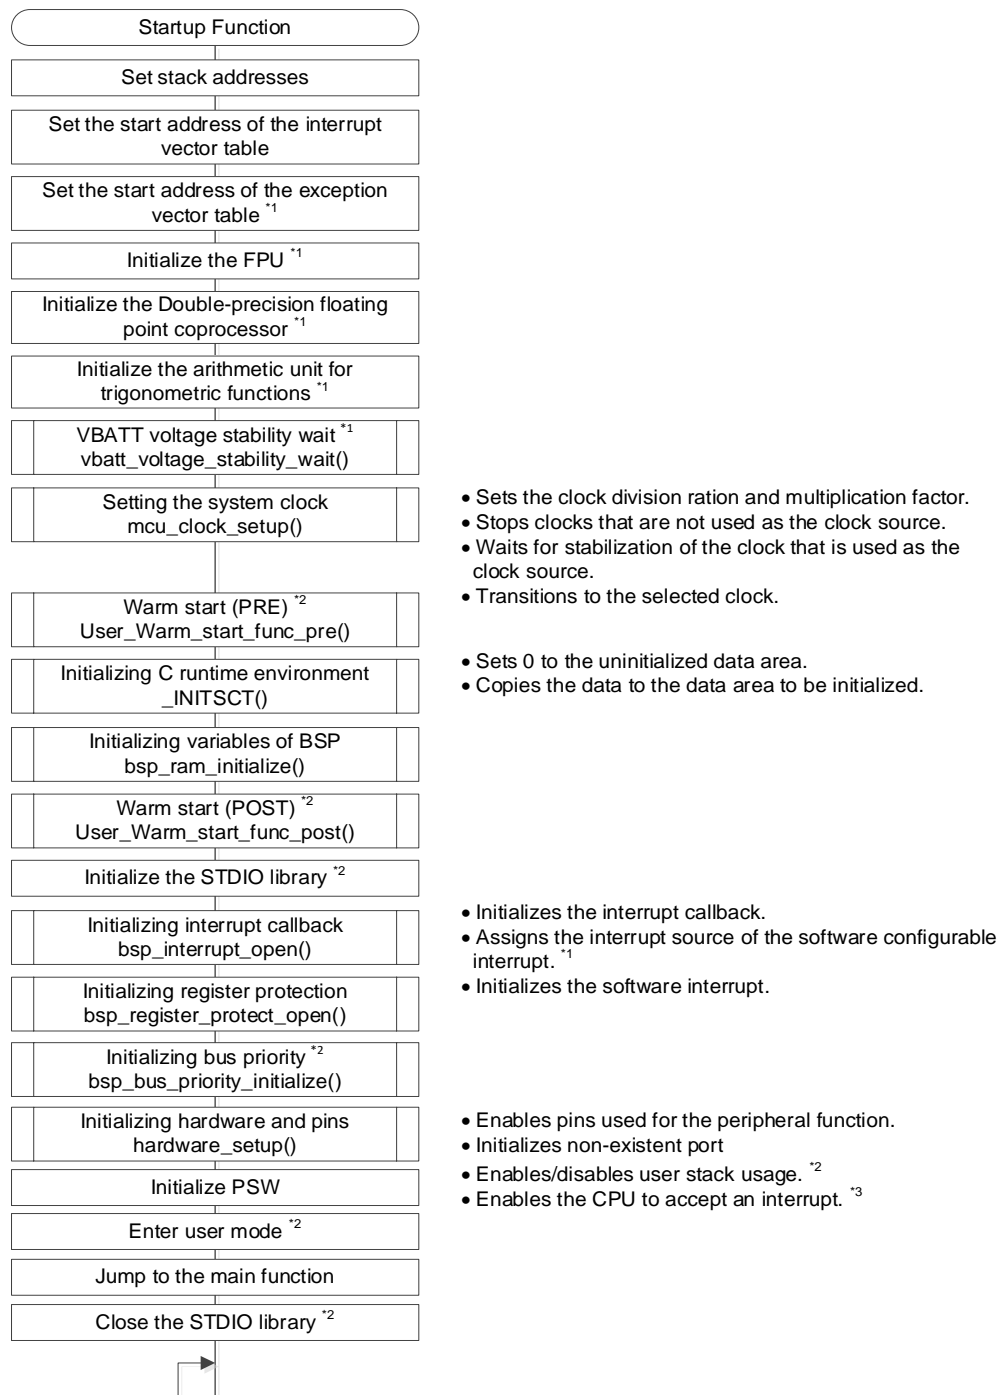 Startup Function
Set stack addresses
Set the start address of the interrupt
vector table
Set the start address of the exception
vector table *1
Initialize the FPU *1
Initialize the Double-precision floating
point coprocessor *1
Initialize the arithmetic unit for
trigonometric functions *1
VBATT voltage stability wait *1
vbatt_voltage_stability_wait()
Setting the system clock
mcu_clock_setup()
• Sets the clock division ration and multiplication factor.
• Stops clocks that are not used as the clock source.
• Waits for stabilization of the clock that is used as the
clock source.
• Transitions to the selected clock.
Warm start (PRE) *2
User_Warm_start_func_pre()
Initializing C runtime environment
_INITSCT()
• Sets 0 to the uninitialized data area.
• Copies the data to the data area to be initialized.
Initializing variables of BSP
bsp_ram_initialize()
Warm start (POST) *2
User_Warm_start_func_post()
Initialize the STDIO library *2
Initializing interrupt callback
bsp_interrupt_open()
• Initializes the interrupt callback.
• Assigns the interrupt source of the software configurable
interrupt. *1
• Initializes the software interrupt.
Initializing register protection
bsp_register_protect_open()
Initializing bus priority *2
bsp_bus_priority_initialize()
Initializing hardware and pins
hardware_setup()
• Enables pins used for the peripheral function.
• Initializes non-existent port
Initialize PSW
• Enables/disables user stack usage. *2
• Enables the CPU to accept an interrupt. *3
Enter user mode *2
Jump to the main function
Close the STDIO library *2